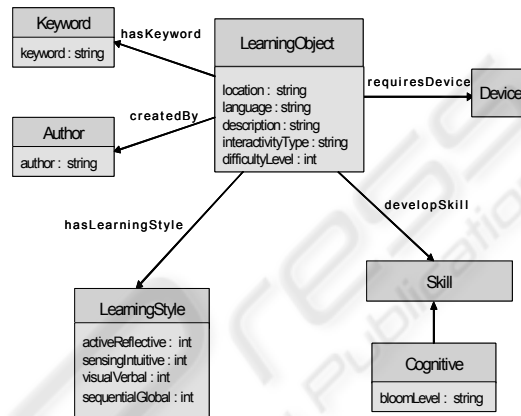 Keyword
keyword : string
hasKeyword
LearningObject
location : string
language : string
description : string
interactivityType : string
difficultyLevel : int
requiresDevice
Device
createdBy
Author
author : string
hasLearningStyle
developSkill
LearningStyle
activeReflective : int
sensingIntuitive : int
visualVerbal : int
sequentialGlobal : int
Skill
Cognitive
bloomLevel : string